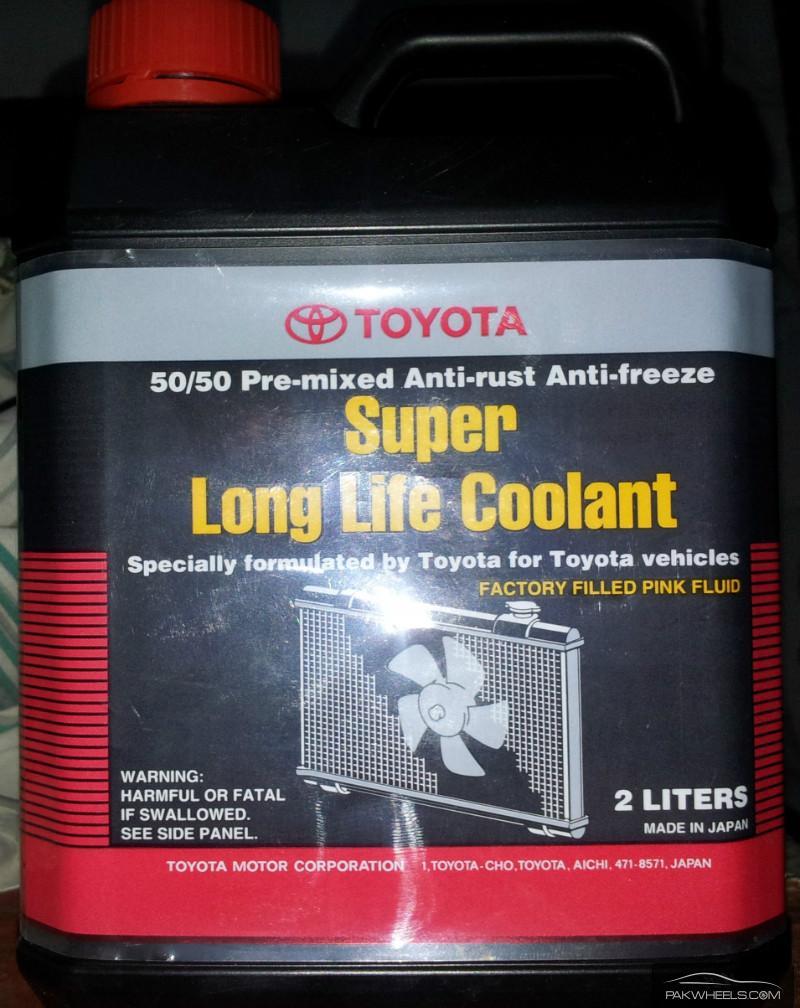 TOYOTA
50/50 Pre-mixed Anti-rust Anti-freeze
Super
Long Life Coolant
Specially formulated by Toyota for Toyota vehicles
FACTORY FILLED PINK FLUID
WARNING:
HARMFUL OR FATAL
IF SWALLOWED.
SEE SIDE PANEL.
2 LITERS
MADE IN JAPAN
TOYOTA MOTOR CORPORATION 1,TOYOTA-CHO,TOYOTA, AICHI, 471-8571, JAPAN
PAKWHEELS.COM